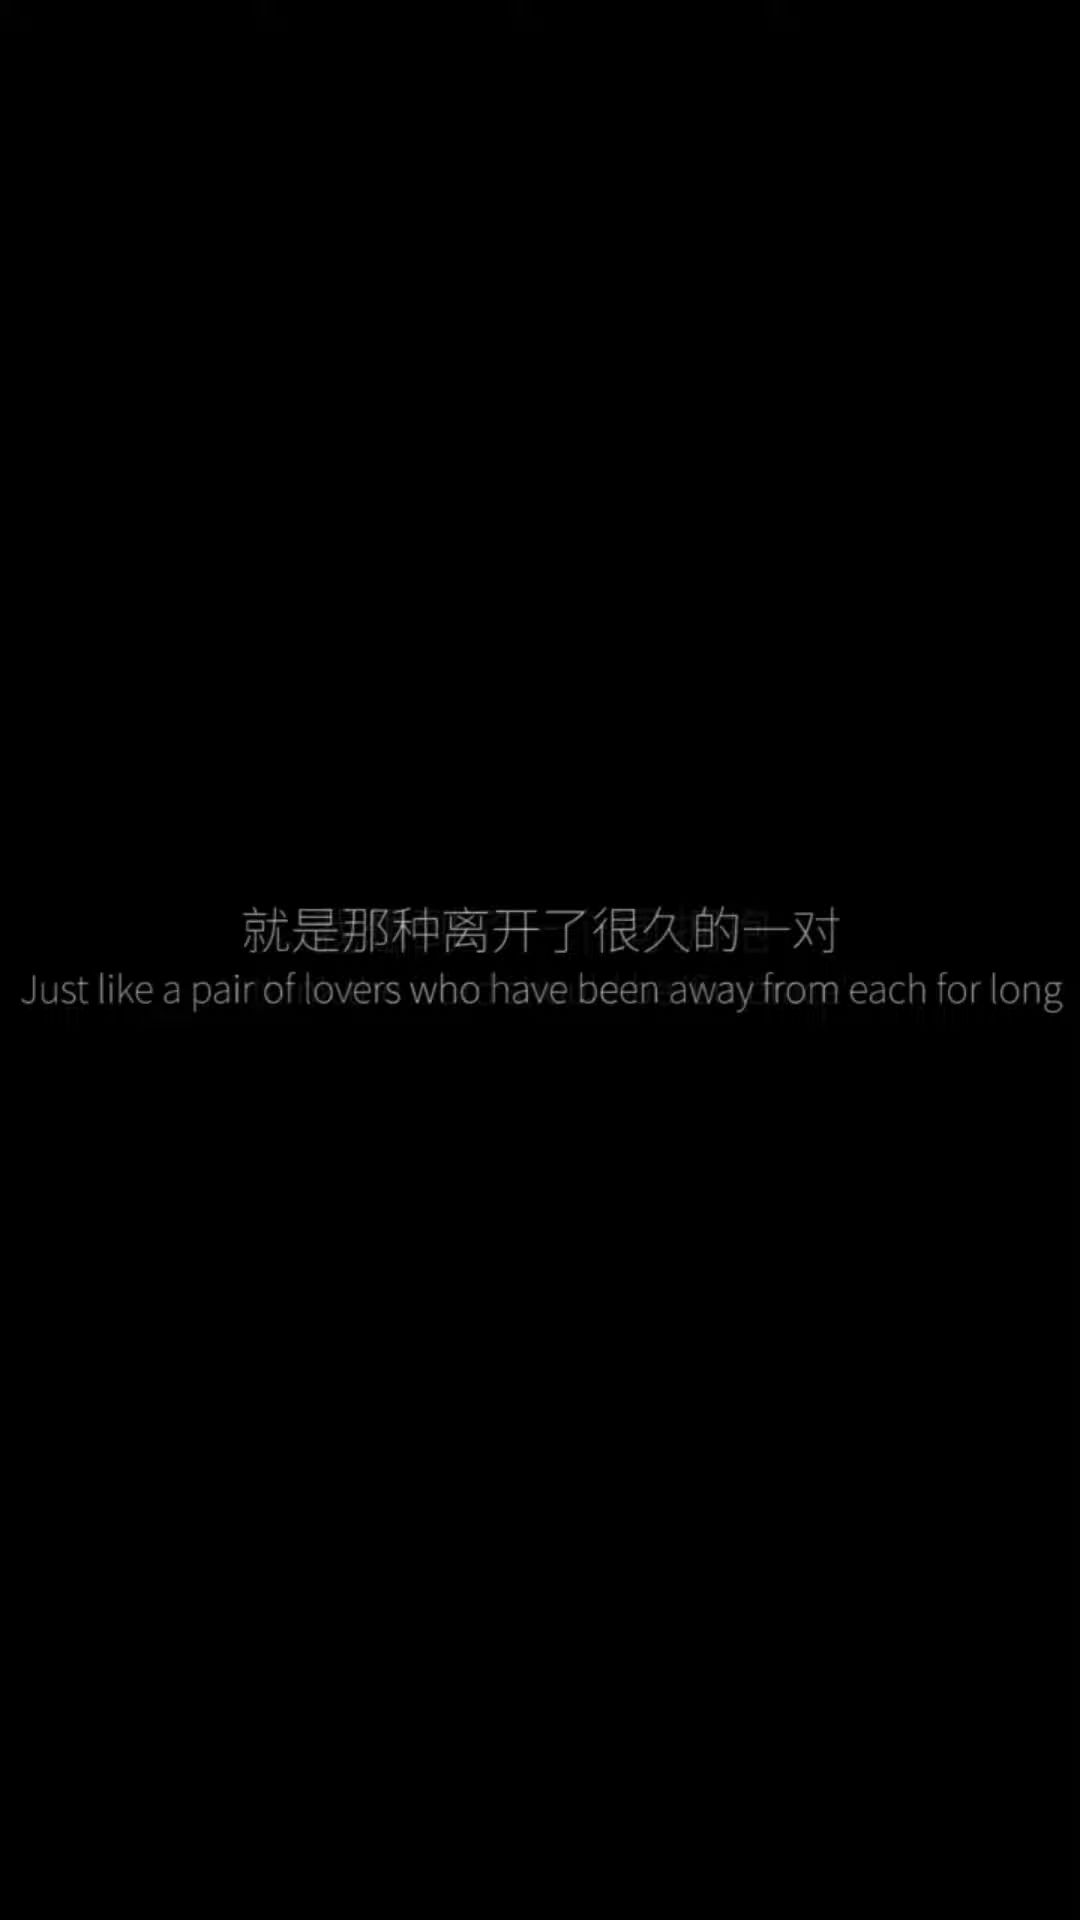 就是那种离开了很久的一对
Just like a pair of lovers who have been away from each for long